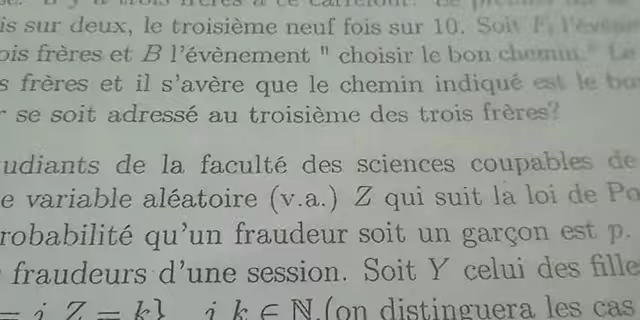 is sur deux, le troisième neuf fois sur 10. Soit
ois frères et B l'évènement " choisir le bon chemin." Le
s frères et il s'avère que le chemin indiqué est le bon
r se soit adressé au troisième des trois frères?
udiants de la faculté des sciences coupables de
e variable aléatoire (v.a.) Z qui suit la loi de Po
robabilité qu'un fraudeur soit un garçon est p.
fraudeurs d'une session. Soit Y celui des fille
= j, Z = k} j, k ∈ ℕ.(on distinguera les cas